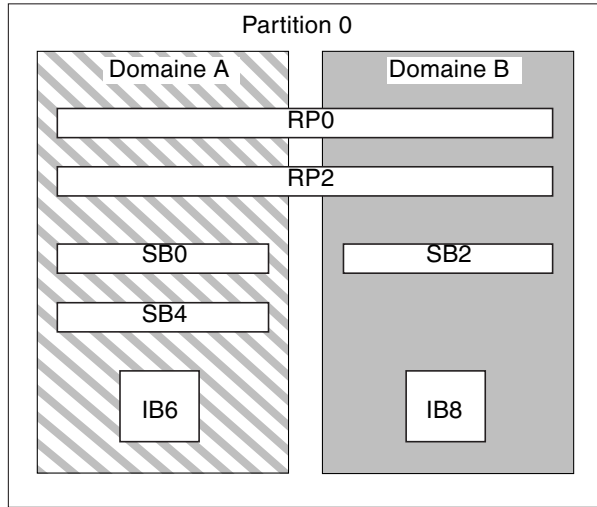 Partition 0
Domaine A
Domaine B
RP0
RP2
SB0
SB2
SB4
IB6
IB8